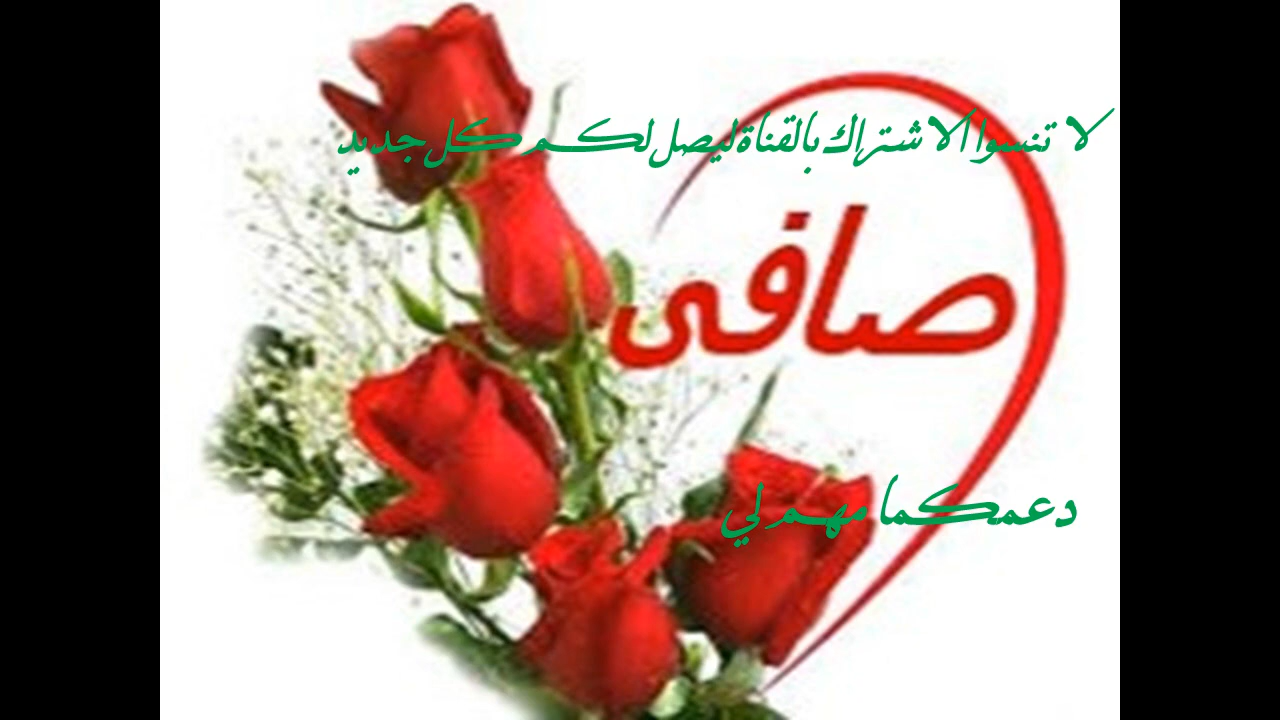 لا تنسوا الاشتراك بالقناة ليصل لكم كل جديد
صافى
دعمكما مهم لي